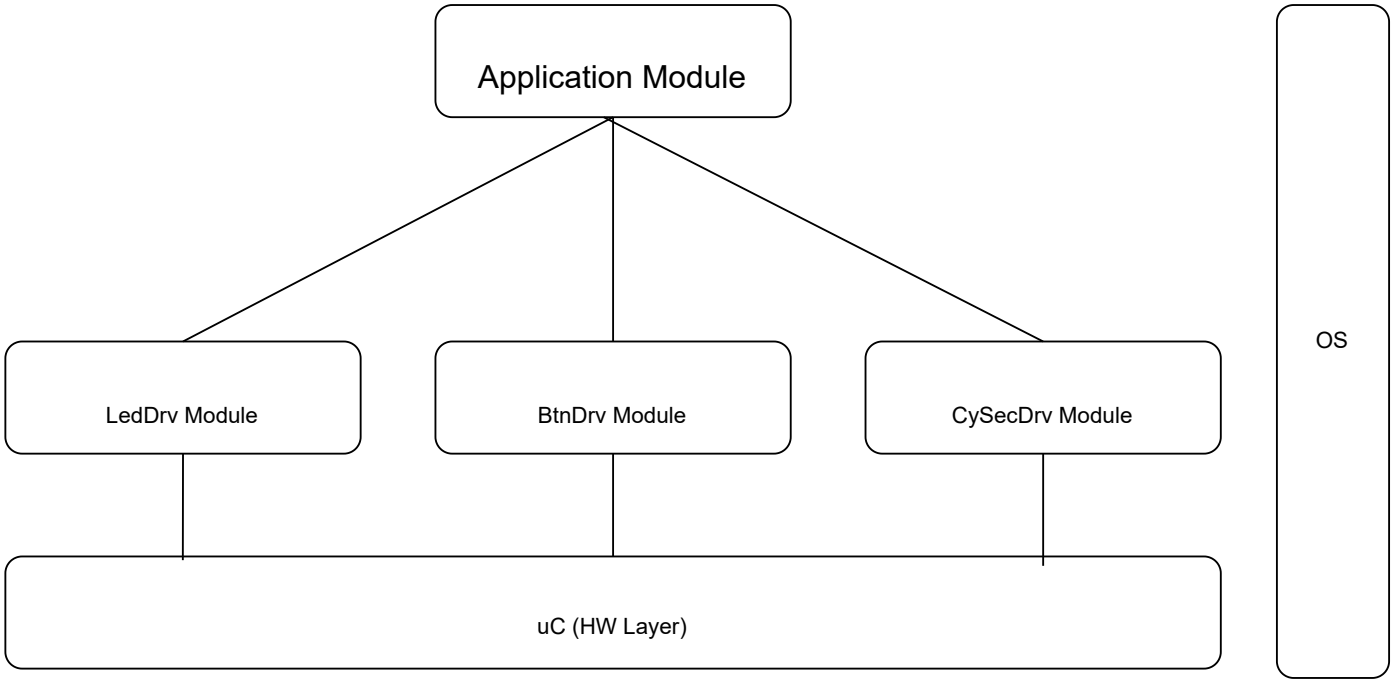 Application Module
OS
LedDrv Module
BtnDrv Module
CySecDrv Module
uC (HW Layer)